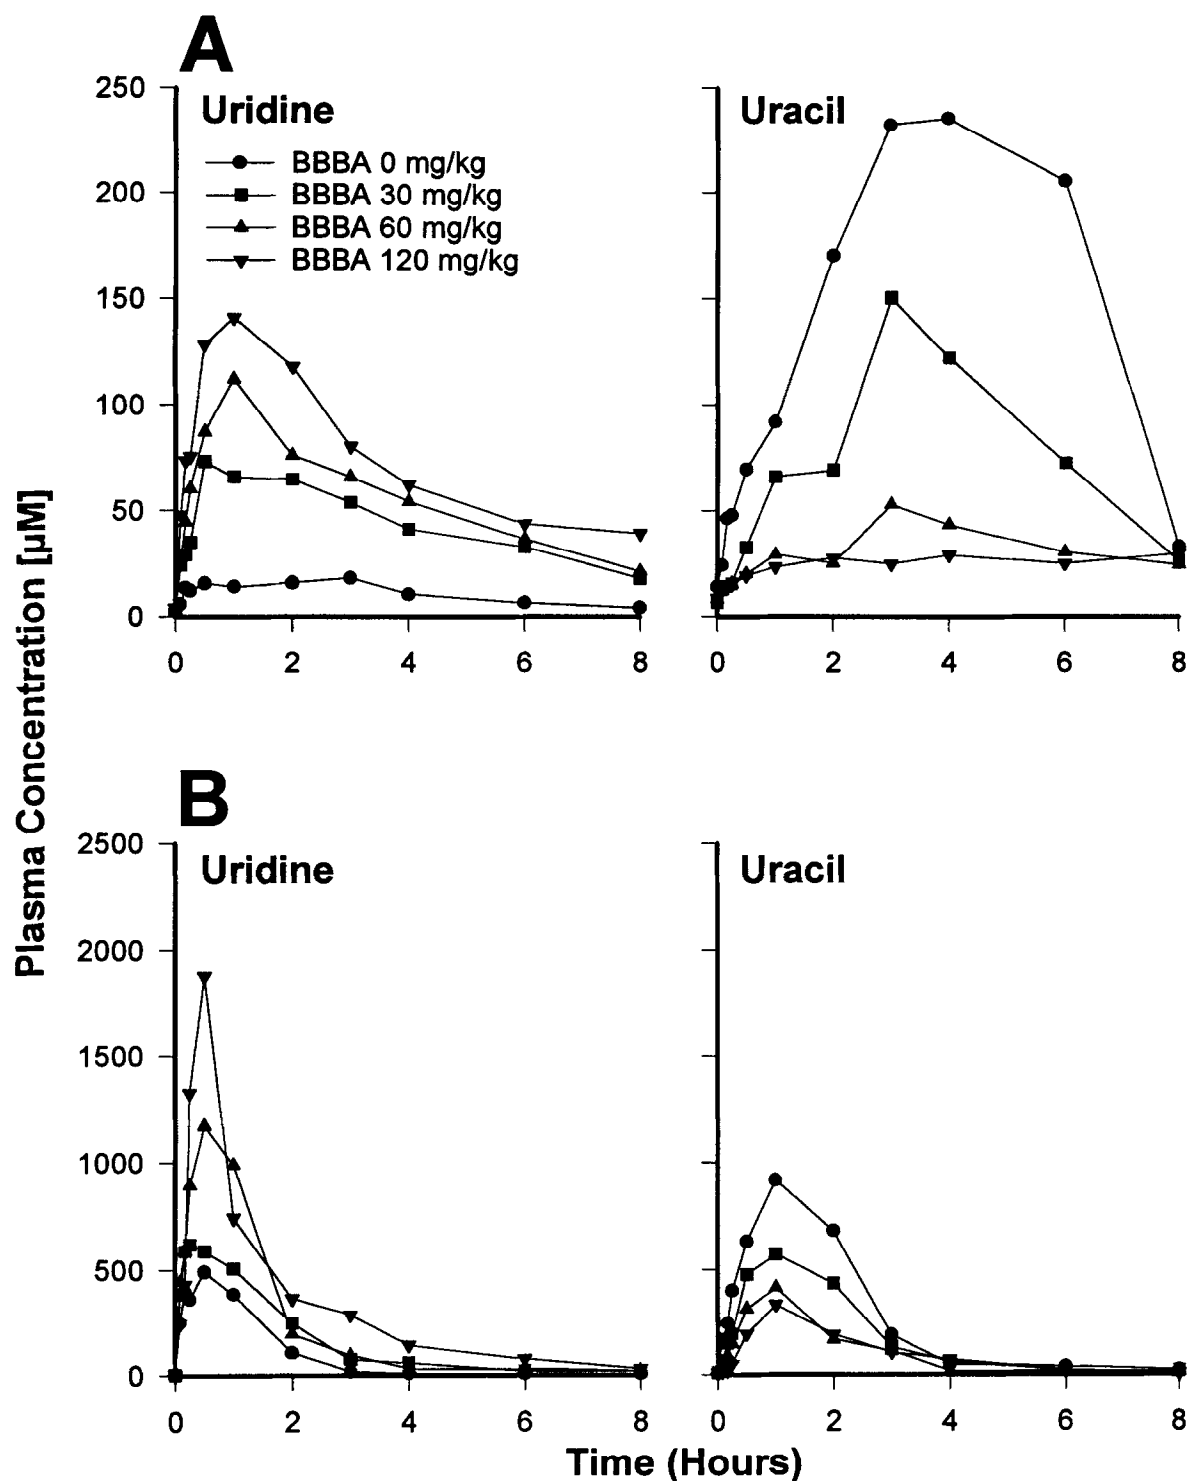 A
Uridine
BBBA 0 mg/kg
BBBA 30 mg/kg
BBBA 60 mg/kg
BBBA 120 mg/kg
250
200
150
100
50
0
0 2 4 6 8
Uracil
0 2 4 6 8
Plasma Concentration [µM]
B
Uridine
2500
2000
1500
1000
500
0
0 2 4 6 8
Uracil
0 2 4 6 8
Time (Hours)